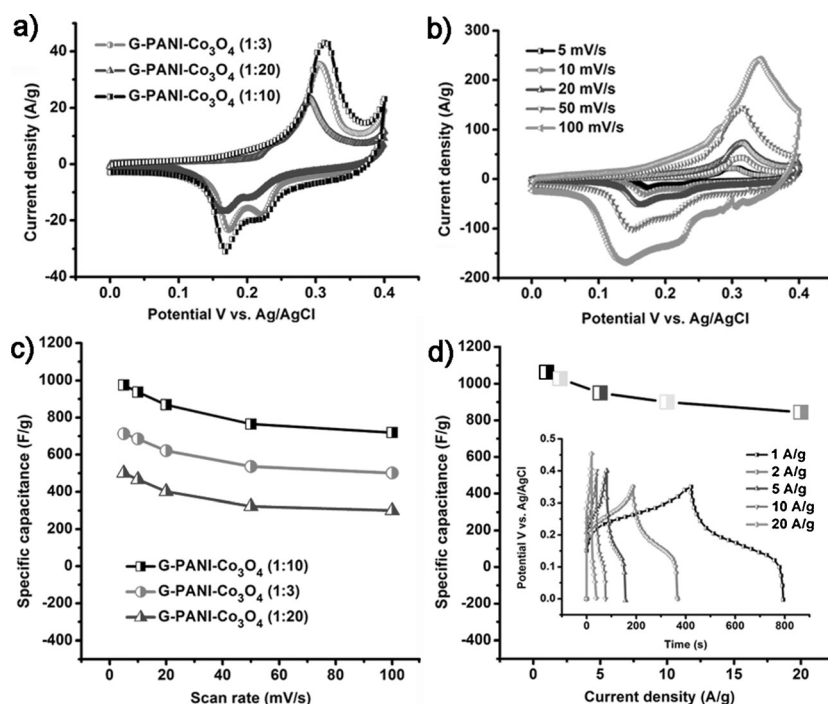 a)
G-PANI-Co₃O₄ (1:3)
G-PANI-Co₃O₄ (1:20)
G-PANI-Co₃O₄ (1:10)
Current density (A/g)
40
20
0
-20
-40
0.0 0.1 0.2 0.3 0.4
Potential V vs. Ag/AgCl
b)
5 mV/s
10 mV/s
20 mV/s
50 mV/s
100 mV/s
Current density (A/g)
300
200
100
0
-100
-200
0.0 0.1 0.2 0.3 0.4
Potential V vs. Ag/AgCl
c)
Specific capacitance (F/g)
1200
1000
800
600
400
200
0
-200
-400
G-PANI-Co₃O₄ (1:10)
G-PANI-Co₃O₄ (1:3)
G-PANI-Co₃O₄ (1:20)
0 20 40 60 80 100
Scan rate (mV/s)
d)
Specific capacitance (F/g)
1200
1000
800
600
400
200
0
-200
-400
Potential V vs. Ag/AgCl
0.5
0.4
0.3
0.2
0.1
0.0
1 A/g
2 A/g
5 A/g
10 A/g
20 A/g
0 200 400 600 800
Time (s)
0 5 10 15 20
Current density (A/g)